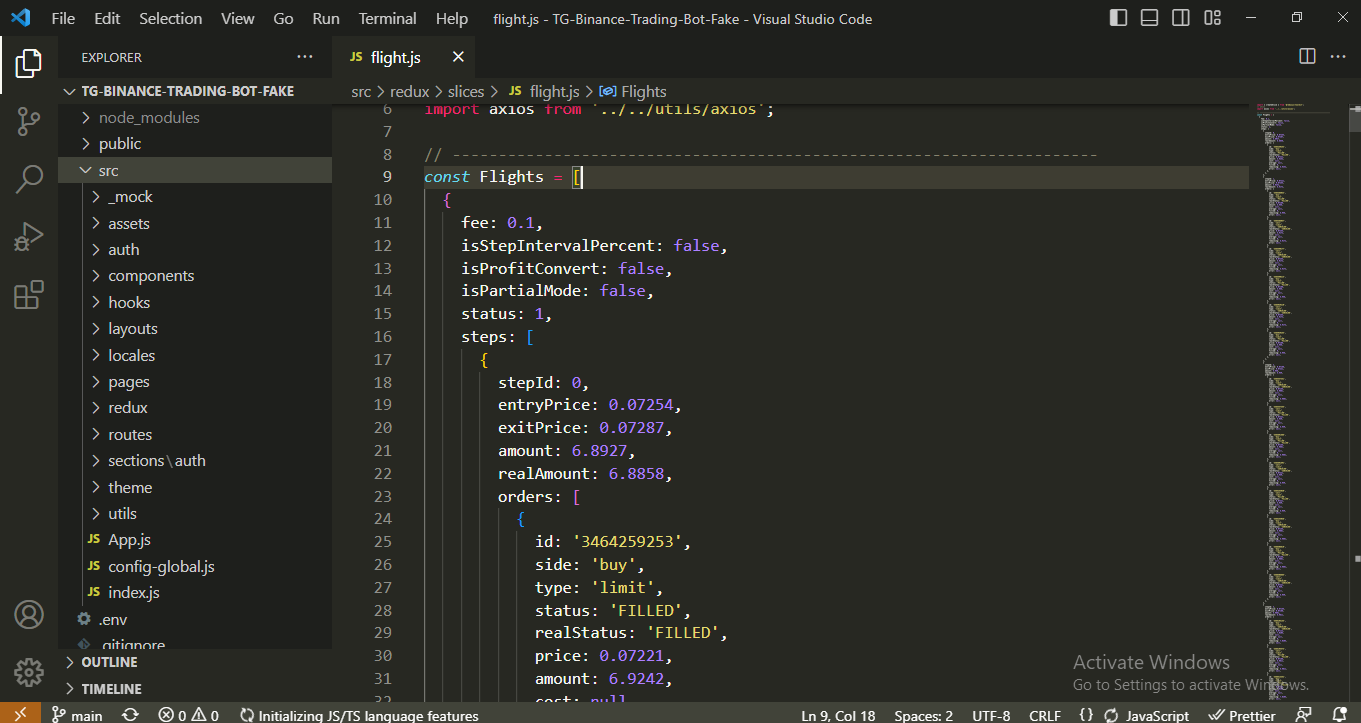 File Edit Selection View Go Run Terminal Help flight.js - TG-Binance-Trading-Bot-Fake - Visual Studio Code
EXPLORER ···
JS flight.js
TG-BINANCE-TRADING-BOT-FAKE
src > redux > slices > JS flight.js > Flights
node_modules
public
src
_mock
assets
auth
components
hooks
layouts
locales
pages
redux
routes
sections\auth
theme
utils
JS App.js
JS config-global.js
JS index.js
.env
.gitignore
OUTLINE
TIMELINE
6 import axios from '../../utils/axios';
7
8 // ----------------------------------------------------------------------
9 const Flights = [
10 {
11 fee: 0.1,
12 isStepIntervalPercent: false,
13 isProfitConvert: false,
14 isPartialMode: false,
15 status: 1,
16 steps: [
17 {
18 stepId: 0,
19 entryPrice: 0.07254,
20 exitPrice: 0.07287,
21 amount: 6.8927,
22 realAmount: 6.8858,
23 orders: [
24 {
25 id: '3464259253',
26 side: 'buy',
27 type: 'limit',
28 status: 'FILLED',
29 realStatus: 'FILLED',
30 price: 0.07221,
31 amount: 6.9242,
32 cost: null
Activate Windows
Go to Settings to activate Windows.
main 0 0 Initializing JS/TS language features Ln 9, Col 18 Spaces: 2 UTF-8 CRLF {} JavaScript Prettier